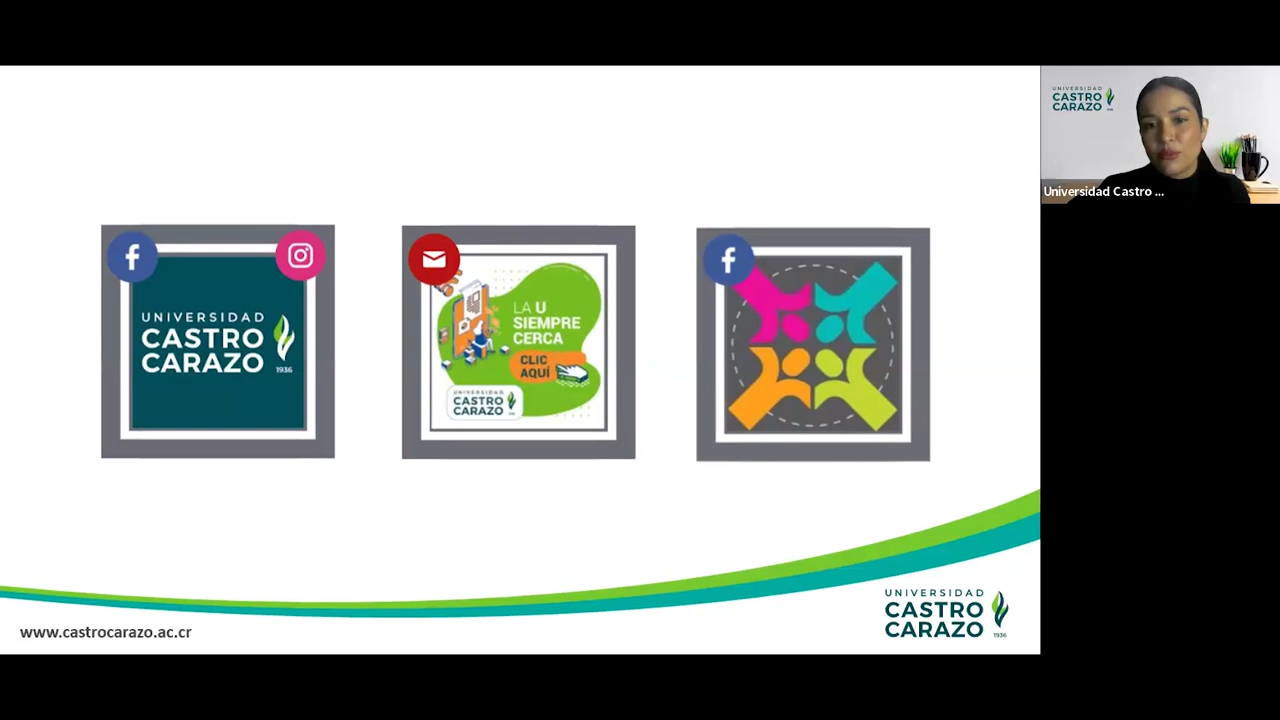 UNIVERSIDAD
CASTRO
CARAZO
1936
LA U
SIEMPRE
CERCA
CLIC
AQUÍ
UNIVERSIDAD
CASTRO
CARAZO
UNIVERSIDAD
CASTRO
CARAZO
Universidad Castro ...
www.castrocarazo.ac.cr
UNIVERSIDAD
CASTRO
CARAZO
1936